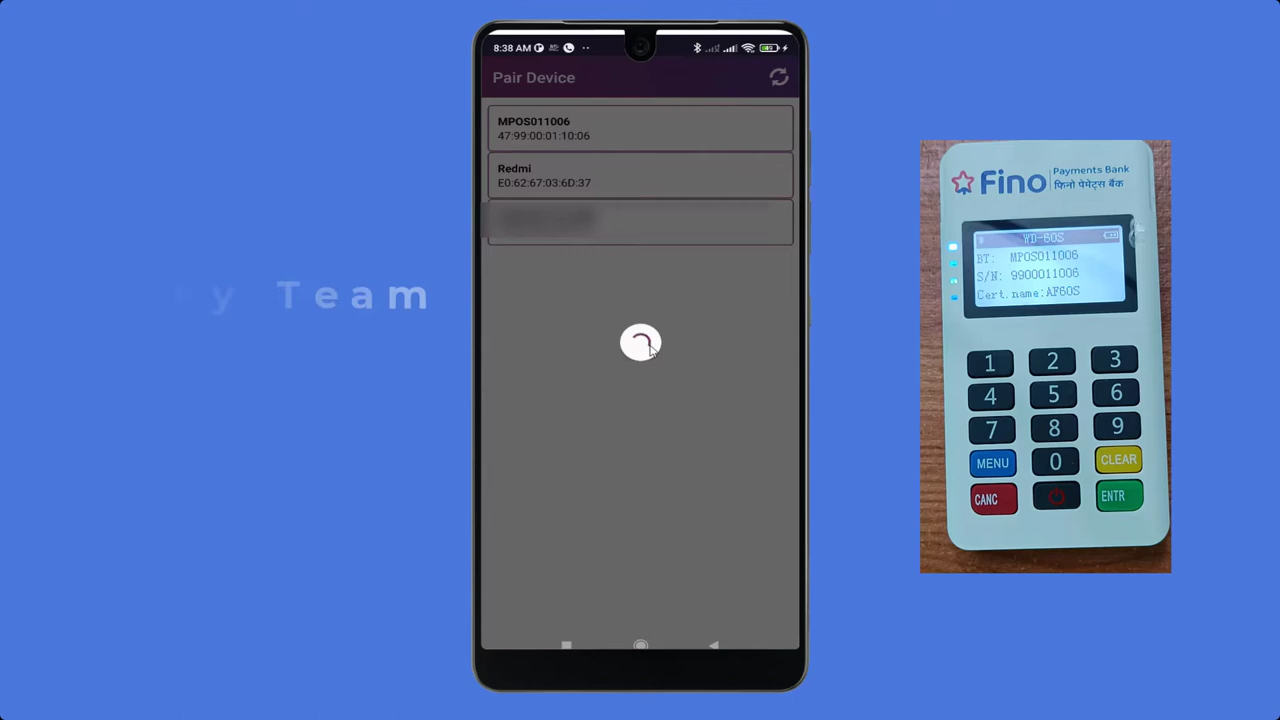 8:38 AM
Pair Device
MPOS011006
47:99:00:01:10:06
Redmi
E0:62:67:03:6D:37
y Team
Fino
Payments Bank
फिनो पेमेंट्स बैंक
WD-60S
BT: MPOS011006
S/N: 9900011006
Cert.name:AF60S
1 2 3
4 5 6
7 8 9
MENU 0 CLEAR
CANC ENTR